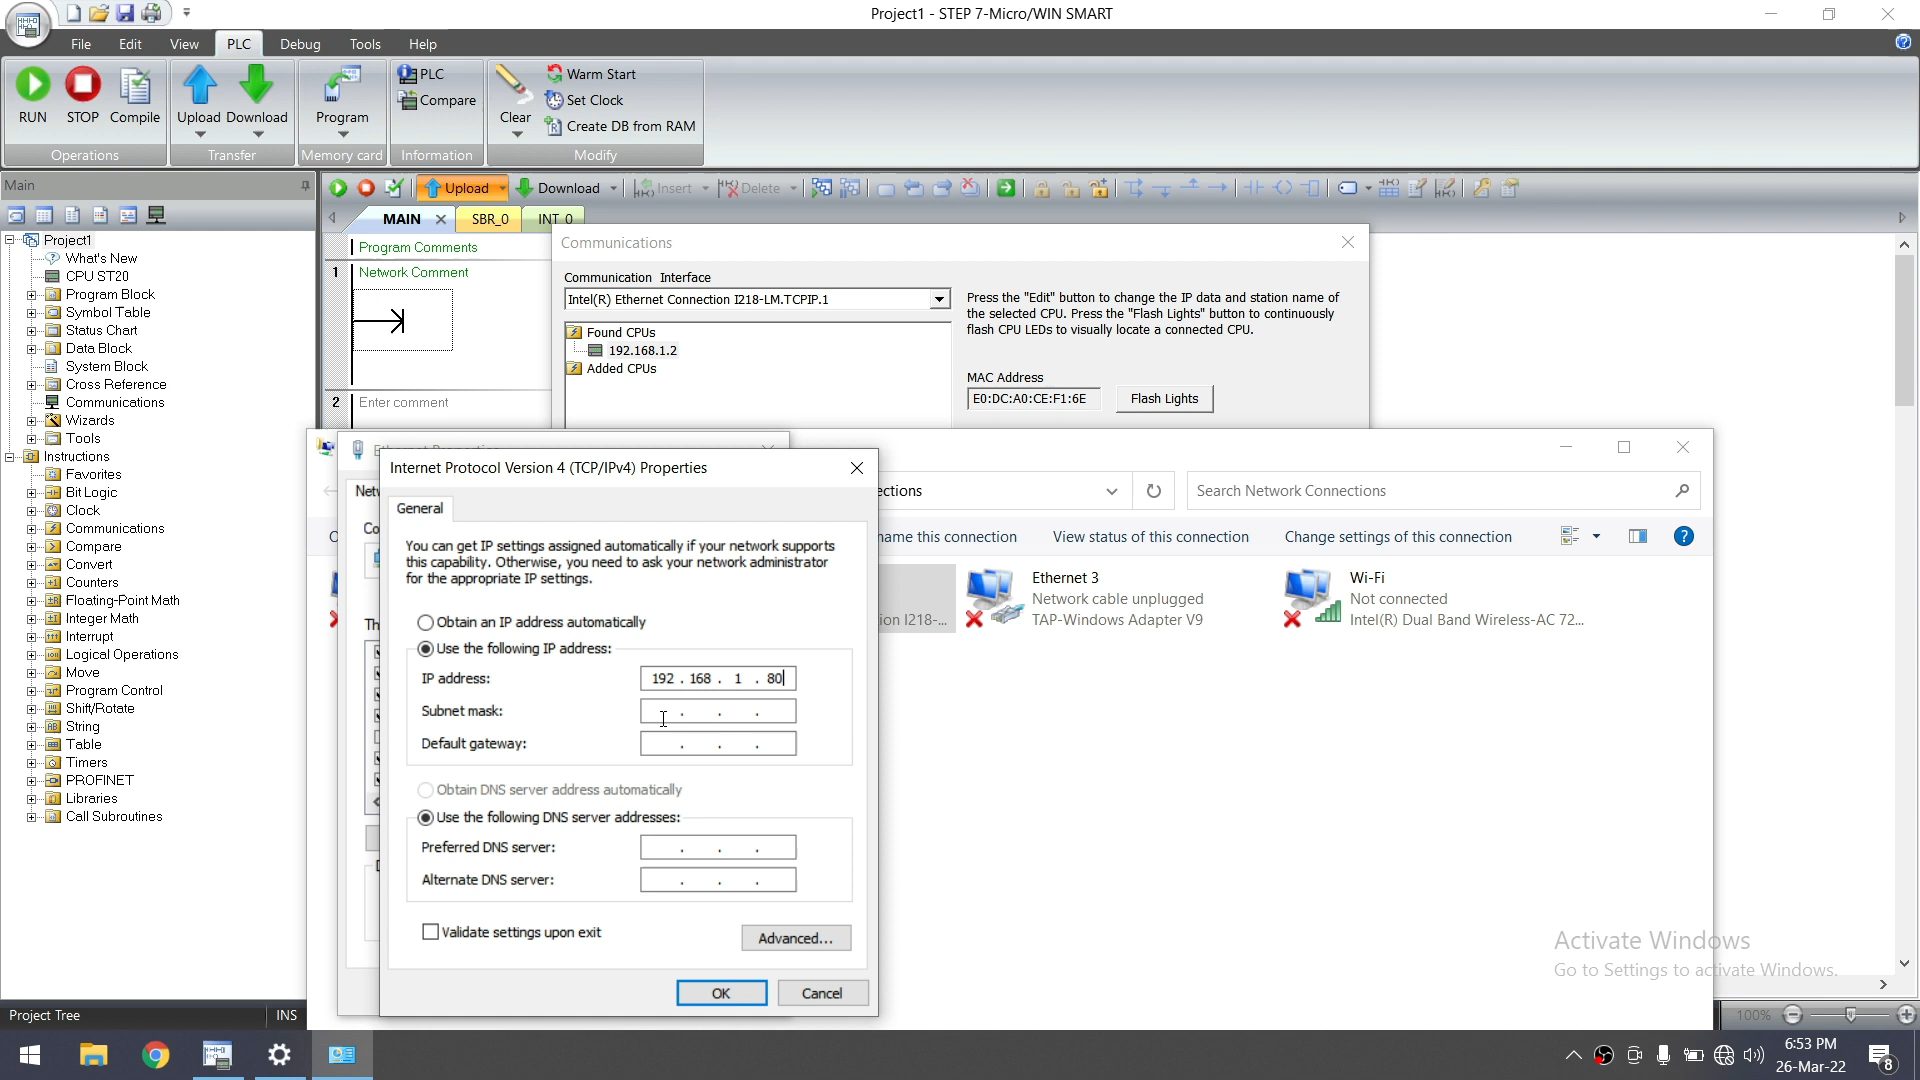 Project1 - STEP 7-Micro/WIN SMART
File Edit View PLC Debug Tools Help
RUN STOP Compile Upload Download Program PLC Compare Clear Warm Start Set Clock Create DB from RAM
Operations Transfer Memory card Information Modify
Main
Upload Download Insert Delete
MAIN SBR_0 INT_0
Project1
What's New
CPU ST20
Program Block
Symbol Table
Status Chart
Data Block
System Block
Cross Reference
Communications
Wizards
Tools
Instructions
Favorites
Bit Logic
Clock
Communications
Compare
Convert
Counters
Floating-Point Math
Integer Math
Interrupt
Logical Operations
Move
Program Control
Shift/Rotate
String
Table
Timers
PROFINET
Libraries
Call Subroutines
Project Tree INS
Program Comments
1 Network Comment
2 Enter comment
Communications
Communication Interface
Intel(R) Ethernet Connection I218-LM.TCPIP.1
Found CPUs
192.168.1.2
Added CPUs
Press the "Edit" button to change the IP data and station name of
the selected CPU. Press the "Flash Lights" button to continuously
flash CPU LEDs to visually locate a connected CPU.
MAC Address
E0:DC:A0:CE:F1:6E Flash Lights
Search Network Connections
name this connection View status of this connection Change settings of this connection
ion I218-...
Ethernet 3
Network cable unplugged
TAP-Windows Adapter V9
Wi-Fi
Not connected
Intel(R) Dual Band Wireless-AC 72...
Internet Protocol Version 4 (TCP/IPv4) Properties
General
You can get IP settings assigned automatically if your network supports
this capability. Otherwise, you need to ask your network administrator
for the appropriate IP settings.
Obtain an IP address automatically
Use the following IP address:
IP address: 192 . 168 . 1 . 80
Subnet mask: . . .
Default gateway: . . .
Obtain DNS server address automatically
Use the following DNS server addresses:
Preferred DNS server: . . .
Alternate DNS server: . . .
Validate settings upon exit
Advanced...
OK Cancel
Activate Windows
Go to Settings to activate Windows.
100%
6:53 PM
26-Mar-22
8